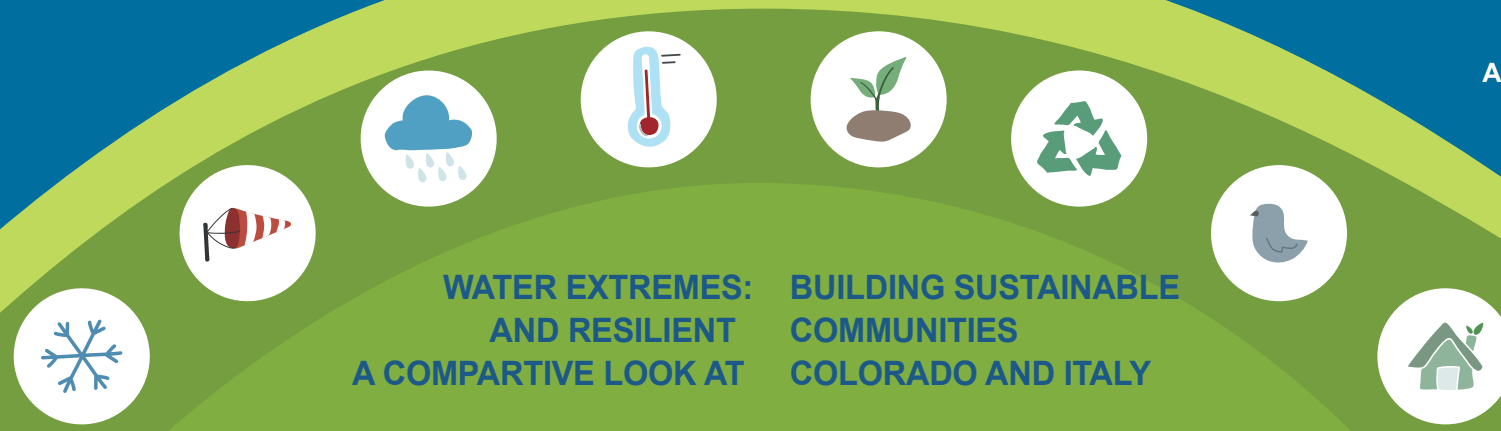 A
WATER EXTREMES: BUILDING SUSTAINABLE
AND RESILIENT COMMUNITIES
A COMPARTIVE LOOK AT COLORADO AND ITALY